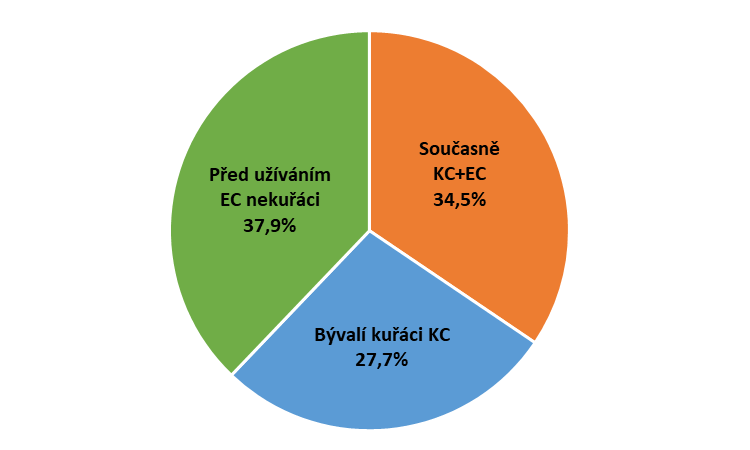 Současně
KC+EC
34,5%
Před užíváním
EC nekuřáci
37,9%
Bývalí kuřáci KC
27,7%